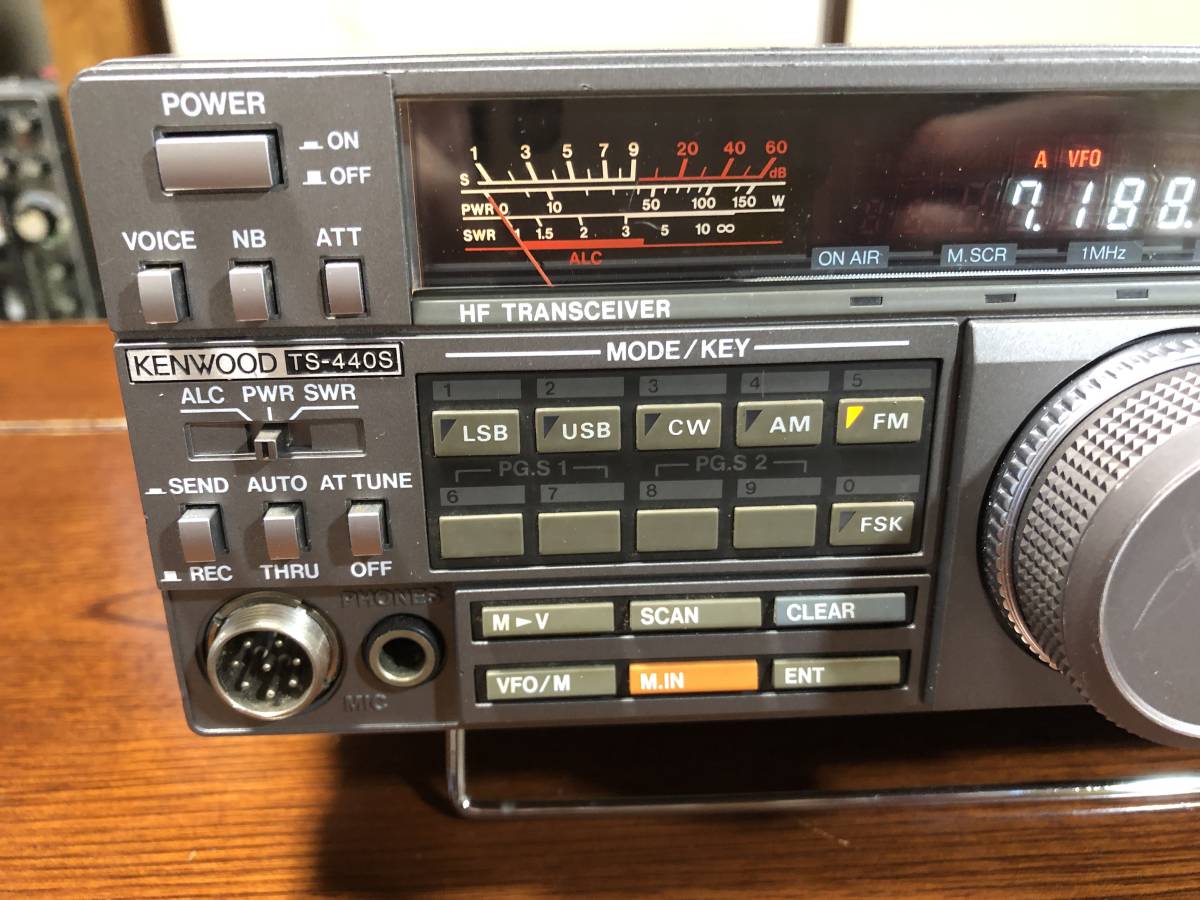 POWER
ON
OFF
VOICE NB ATT
1 3 5 7 9 20 40 60
S dB
PWR 0 10 50 100 150 W
SWR 1 1.5 2 3 5 10 ∞
ALC
A VFO
7.188.
ON AIR M.SCR 1MHz
HF TRANSCEIVER
KENWOOD TS-440S
ALC PWR SWR
SEND AUTO AT TUNE
REC THRU OFF
PHONES
MIC
MODE/KEY
1 2 3 4 5
LSB USB CW AM FM
PG.S 1 PG.S 2
6 7 8 9 0
FSK
M►V SCAN CLEAR
VFO/M M.IN ENT